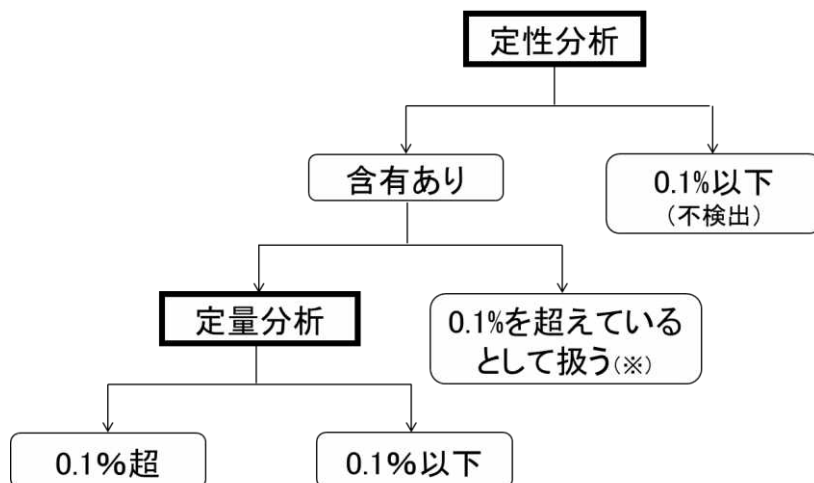 定性分析
含有あり
0.1%以下
（不検出）
定量分析
0.1%を超えている
として扱う(※)
0.1%超
0.1%以下